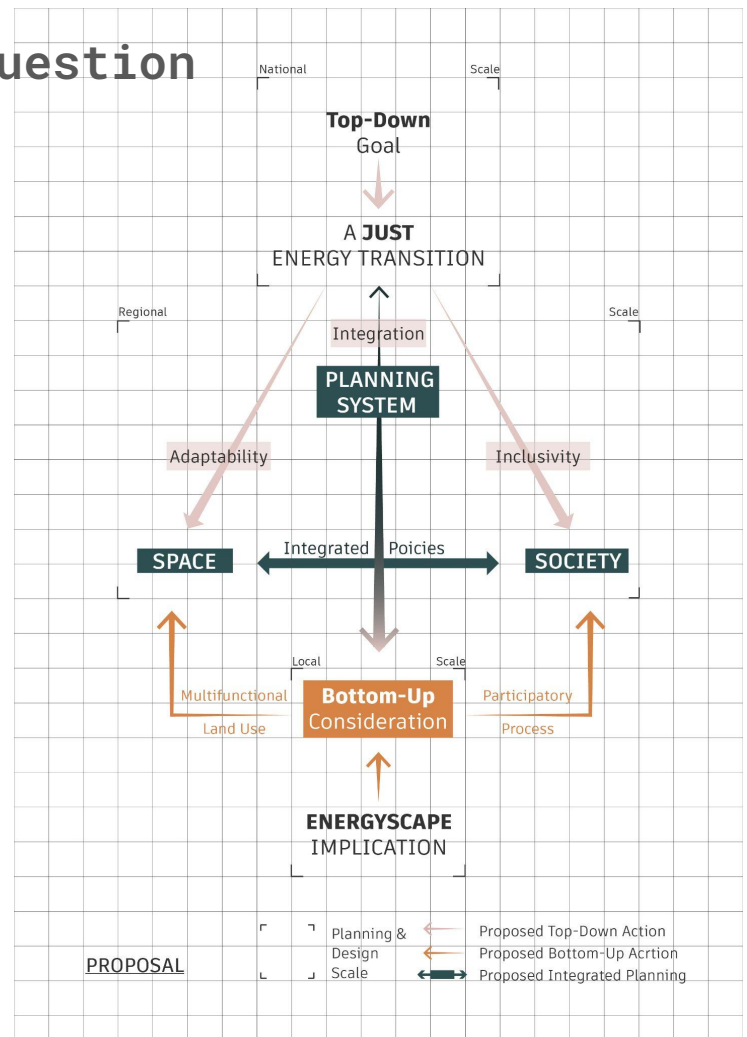 uestion
National Scale
Top-Down
Goal
A JUST
ENERGY TRANSITION
Regional Scale
Integration
PLANNING
SYSTEM
Adaptability Inclusivity
Integrated Poicies
SPACE SOCIETY
Local Scale
Multifunctional
Land Use
Bottom-Up
Consideration
Participatory
Process
ENERGYSCAPE
IMPLICATION
PROPOSAL
Planning &
Design
Scale
Proposed Top-Down Action
Proposed Bottom-Up Acrtion
Proposed Integrated Planning